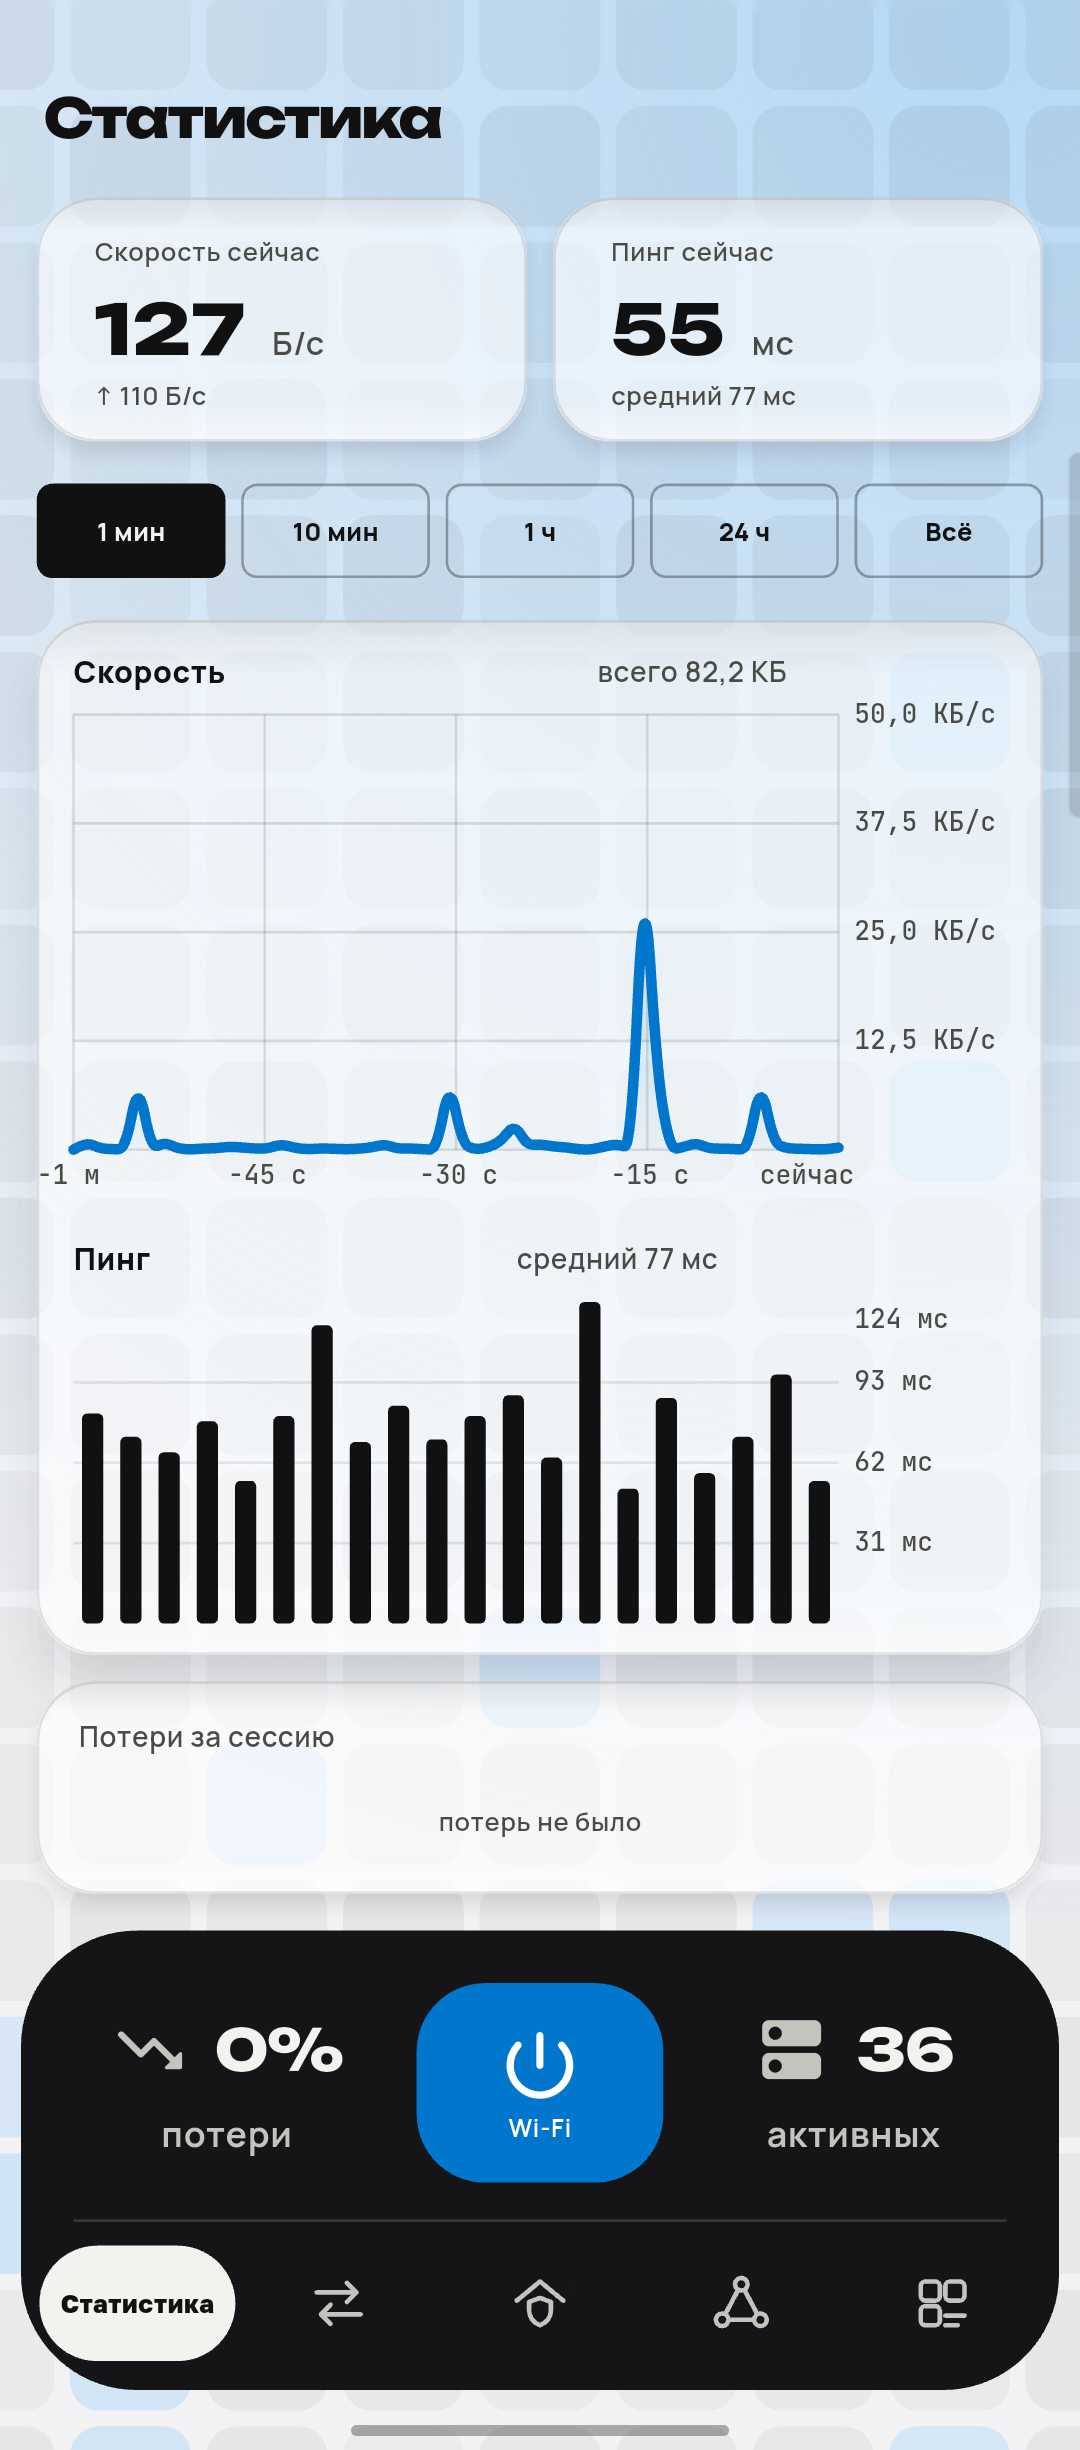 Статистика
Скорость сейчас
127 Б/с
↑ 110 Б/с
Пинг сейчас
55 мс
средний 77 мс
1 мин
10 мин
1 ч
24 ч
Всё
Скорость
всего 82,2 КБ
50,0 КБ/с
37,5 КБ/с
25,0 КБ/с
12,5 КБ/с
-1 м
-45 с
-30 с
-15 с
сейчас
Пинг
средний 77 мс
124 мс
93 мс
62 мс
31 мс
Потери за сессию
потерь не было
0%
потери
Wi-Fi
36
активных
Статистика